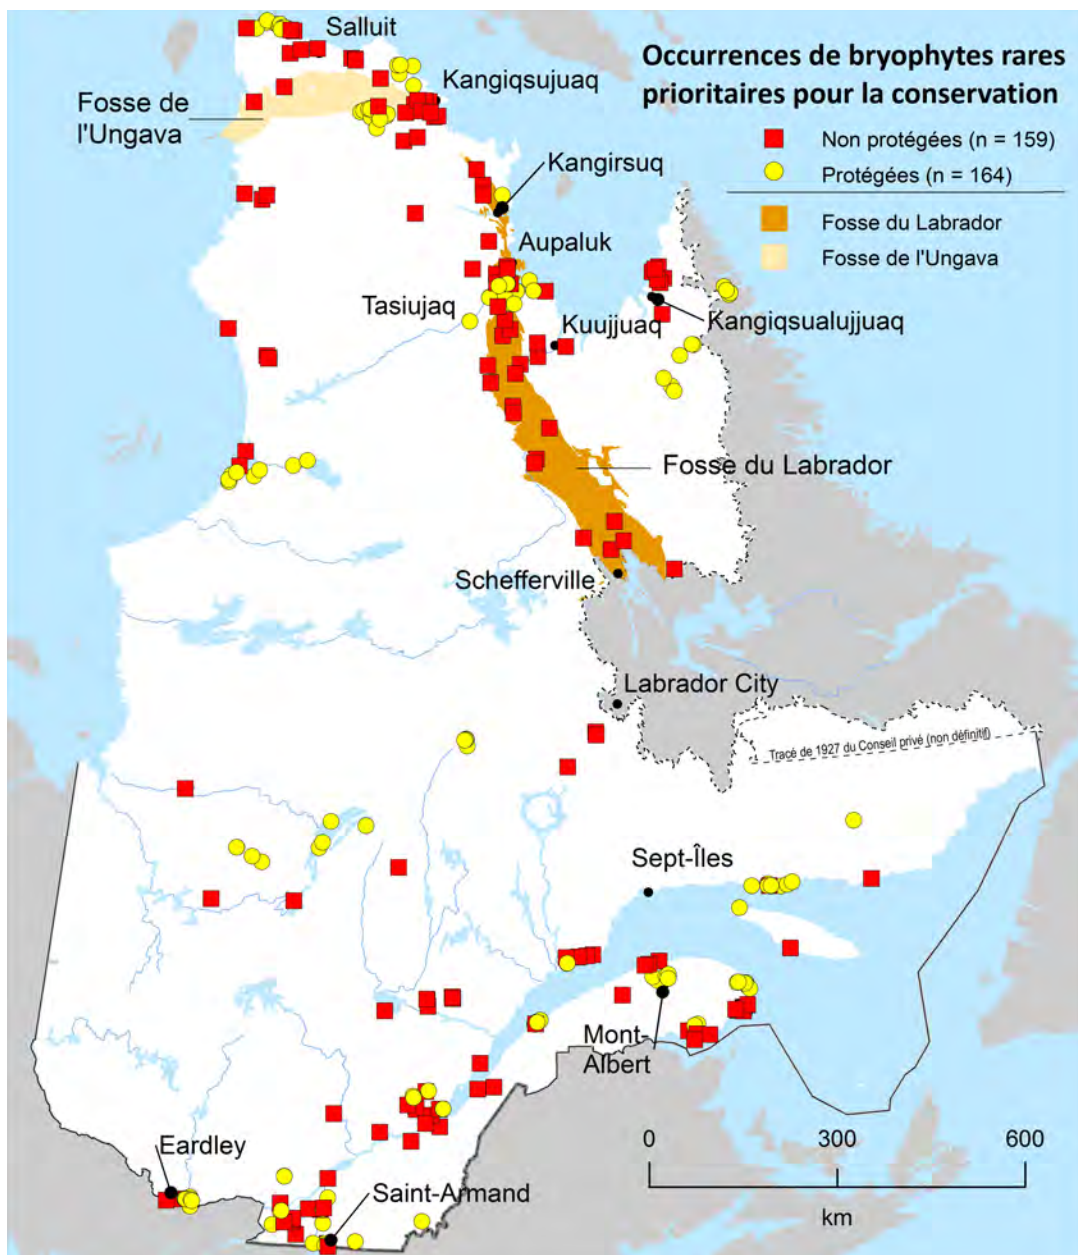 Occurrences de bryophytes rares
prioritaires pour la conservation
Non protégées (n = 159)
Protégées (n = 164)
Fosse du Labrador
Fosse de l'Ungava
Salluit
Kangiqsujuaq
Fosse de
l'Ungava
Kangirsuq
Aupaluk
Tasiujaq
Kuujjuaq
Kangiqsualujjuaq
Fosse du Labrador
Schefferville
Labrador City
Tracé de 1927 du Conseil privé (non définitif)
Sept-Îles
Mont-
Albert
Eardley
Saint-Armand
0 300 600
km